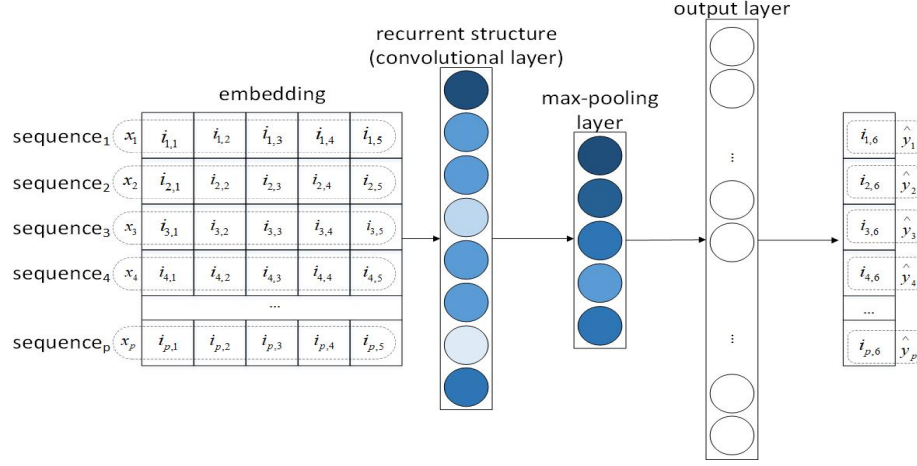 output layer
recurrent structure
(convolutional layer)
embedding
max-pooling
layer
sequence₁ x₁ i₁,₁ i₁,₂ i₁,₃ i₁,₄ i₁,₅ i₁,₆ ŷ₁
sequence₂ x₂ i₂,₁ i₂,₂ i₂,₃ i₂,₄ i₂,₅ i₂,₆ ŷ₂
sequence₃ x₃ i₃,₁ i₃,₂ i₃,₃ i₃,₄ i₃,₅ i₃,₆ ŷ₃
sequence₄ x₄ i₄,₁ i₄,₂ i₄,₃ i₄,₄ i₄,₅ i₄,₆ ŷ₄
... ...
sequenceₚ xₚ iₚ,₁ iₚ,₂ iₚ,₃ iₚ,₄ iₚ,₅ iₚ,₆ ŷₚ
...
...